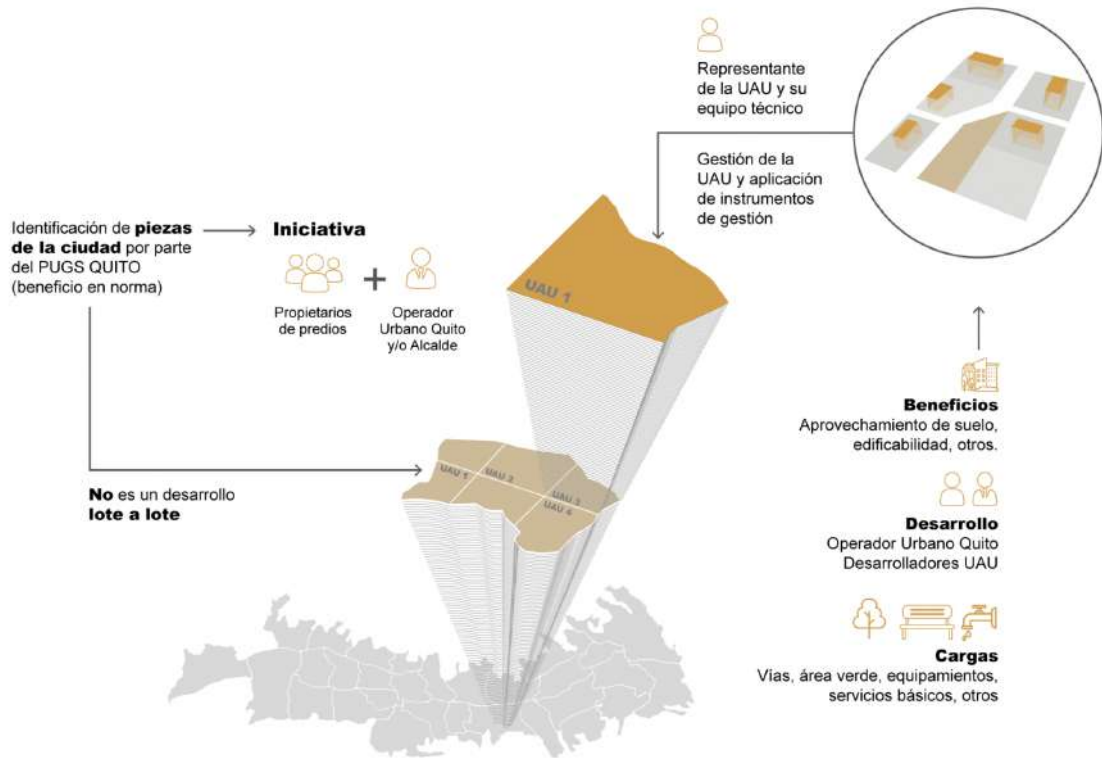 Identificación de piezas
de la ciudad por parte
del PUGS QUITO
(beneficio en norma)
Iniciativa
Propietarios
de predios
Operador
Urbano Quito
y/o Alcalde
No es un desarrollo
lote a lote
UAU 1
UAU 2
UAU 3
UAU 4
UAU 1
Representante
de la UAU y su
equipo técnico
Gestión de la
UAU y aplicación
de instrumentos
de gestión
Beneficios
Aprovechamiento de suelo,
edificabilidad, otros.
Desarrollo
Operador Urbano Quito
Desarrolladores UAU
Cargas
Vías, área verde, equipamientos,
servicios básicos, otros